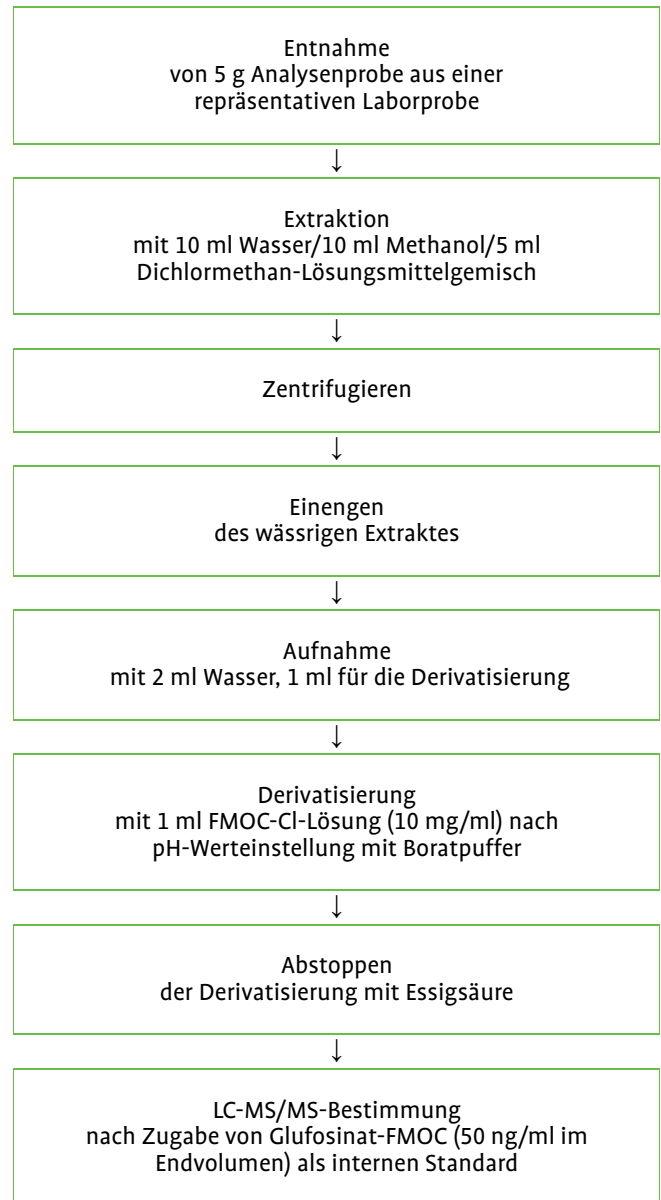 Entnahme
von 5 g Analysenprobe aus einer
repräsentativen Laborprobe
↓
Extraktion
mit 10 ml Wasser/10 ml Methanol/5 ml
Dichlormethan-Lösungsmittelgemisch
↓
Zentrifugieren
↓
Einengen
des wässrigen Extraktes
↓
Aufnahme
mit 2 ml Wasser, 1 ml für die Derivatisierung
↓
Derivatisierung
mit 1 ml FMOC-Cl-Lösung (10 mg/ml) nach
pH-Werteinstellung mit Boratpuffer
↓
Abstoppen
der Derivatisierung mit Essigsäure
↓
LC-MS/MS-Bestimmung
nach Zugabe von Glufosinat-FMOC (50 ng/ml im
Endvolumen) als internen Standard